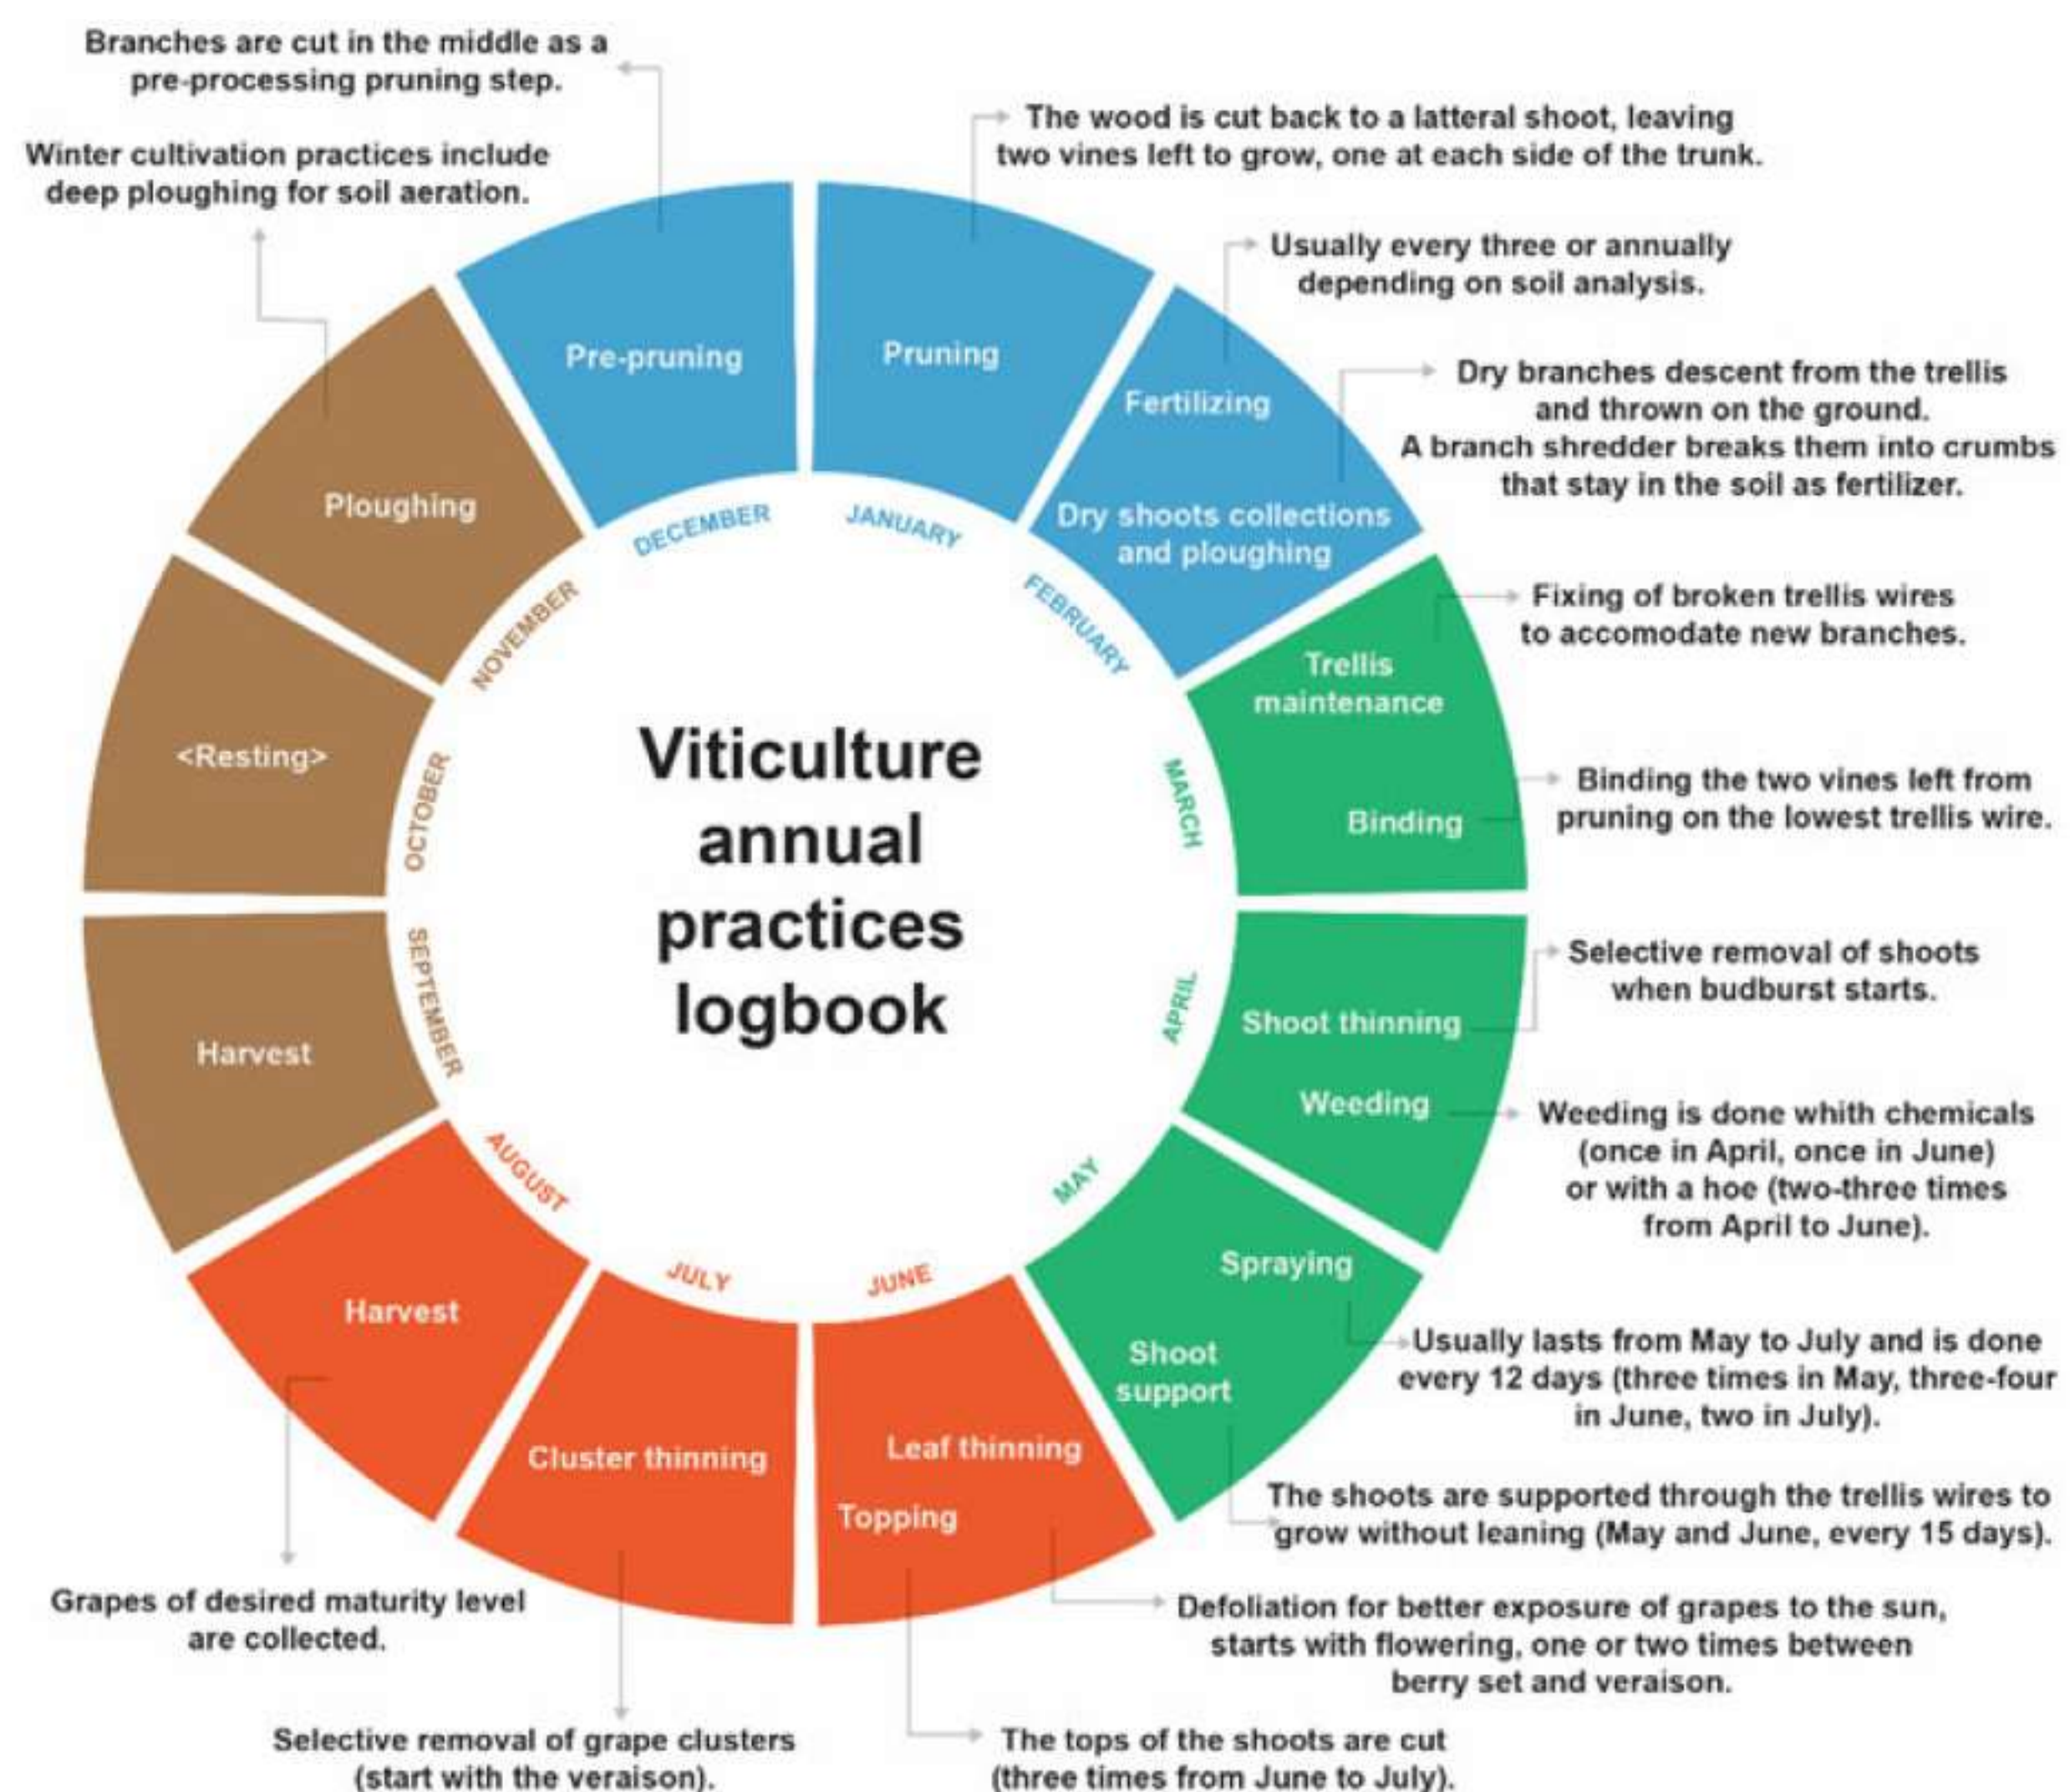 Branches are cut in the middle as a
pre-processing pruning step.
Winter cultivation practices include
deep ploughing for soil aeration.
The wood is cut back to a latteral shoot, leaving
two vines left to grow, one at each side of the trunk.
Usually every three or annually
depending on soil analysis.
Dry branches descent from the trellis
and thrown on the ground.
A branch shredder breaks them into crumbs
that stay in the soil as fertilizer.
Fixing of broken trellis wires
to accomodate new branches.
Binding the two vines left from
pruning on the lowest trellis wire.
Selective removal of shoots
when budburst starts.
Weeding is done whith chemicals
(once in April, once in June)
or with a hoe (two-three times
from April to June).
Usually lasts from May to July and is done
every 12 days (three times in May, three-four
in June, two in July).
The shoots are supported through the trellis wires to
grow without leaning (May and June, every 15 days).
Defoliation for better exposure of grapes to the sun,
starts with flowering, one or two times between
berry set and veraison.
The tops of the shoots are cut
(three times from June to July).
Selective removal of grape clusters
(start with the veraison).
Grapes of desired maturity level
are collected.
Pre-pruning
Pruning
Fertilizing
Dry shoots collections
and ploughing
Trellis
maintenance
Binding
Shoot thinning
Weeding
Spraying
Shoot
support
Leaf thinning
Topping
Cluster thinning
Harvest
Harvest
<Resting>
Ploughing
DECEMBER
JANUARY
FEBRUARY
MARCH
APRIL
MAY
JUNE
JULY
AUGUST
SEPTEMBER
OCTOBER
NOVEMBER
Viticulture
annual
practices
logbook